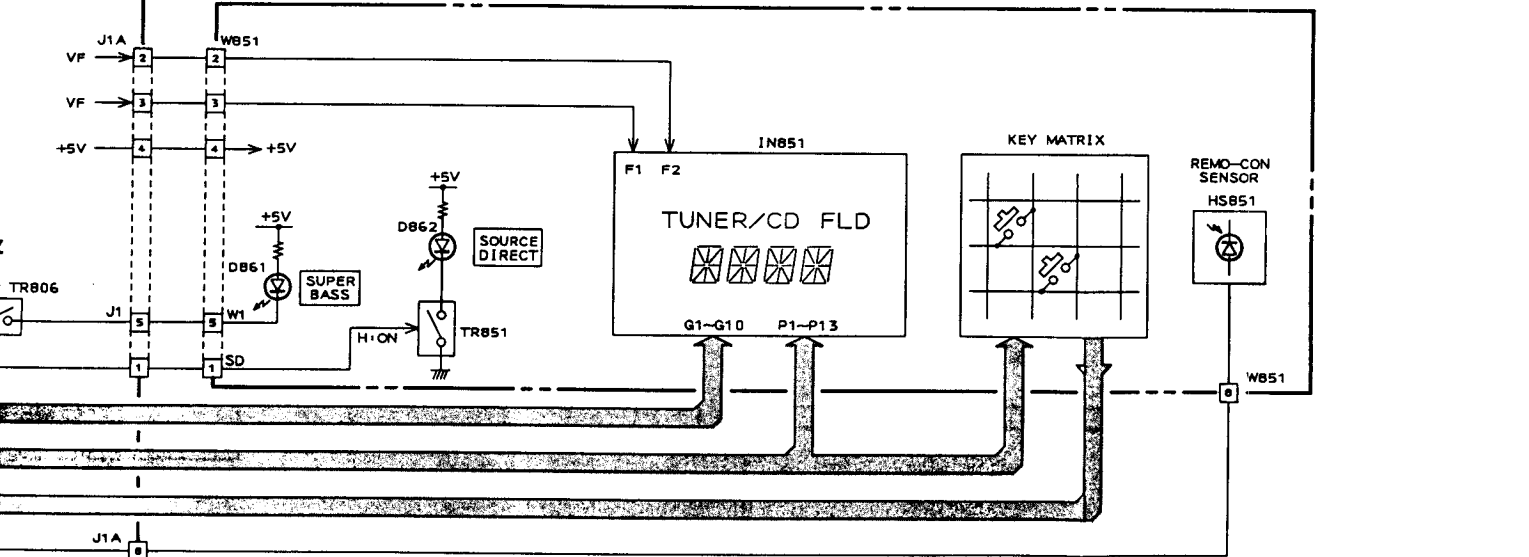 J1A
W851
VF
2
2
VF
3
3
+5V
4
4
+5V
IN851
KEY MATRIX
REMO-CON
SENSOR
HS851
F1
F2
TUNER/CD FLD
G1~G10
P1~P13
+5V
D862
SOURCE
DIRECT
+5V
D861
SUPER
BASS
TR806
J1
5
5
W1
H:ON
TR851
1
1
SD
W851
J1A